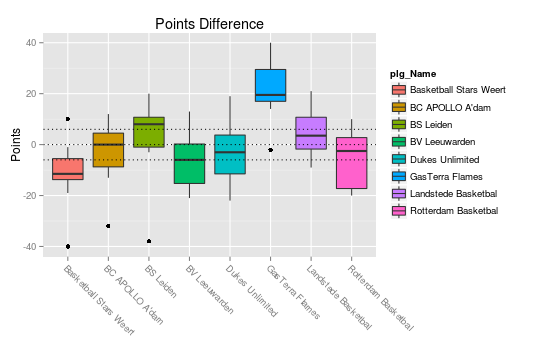 Points Difference
Points
40
20
0
-20
-40
Basketball Stars Weert
BC APOLLO A'dam
BS Leiden
BV Leeuwarden
Dukes Unlimited
GasTerra Flames
Landstede Basketbal
Rotterdam Basketbal
plg_Name
Basketball Stars Weert
BC APOLLO A'dam
BS Leiden
BV Leeuwarden
Dukes Unlimited
GasTerra Flames
Landstede Basketbal
Rotterdam Basketbal